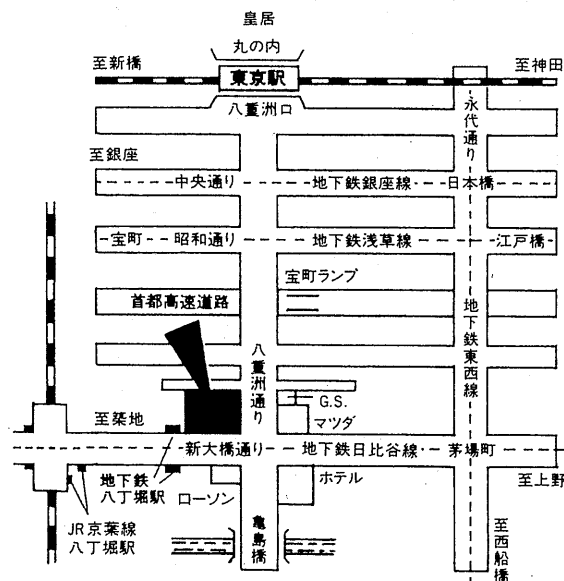 皇居
丸の内
至新橋
東京駅
至神田
八重洲口
永代通り
至銀座
中央通り
地下鉄銀座線
日本橋
宝町
昭和通り
地下鉄浅草線
江戸橋
宝町ランプ
首都高速道路
地下鉄東西線
八重洲通り
G.S.
マツダ
至築地
新大橋通り
地下鉄日比谷線
茅場町
地下鉄
八丁堀駅
ローソン
ホテル
至上野
JR京葉線
八丁堀駅
亀島橋
至西船橋